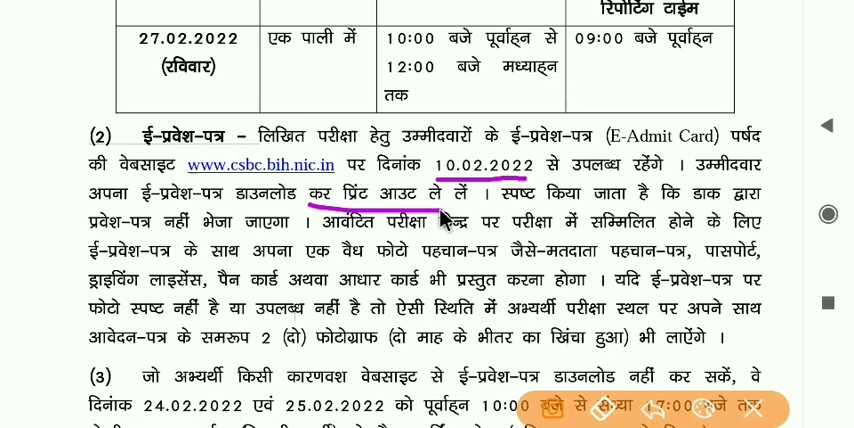 रिपोर्टिंग टाईम
27.02.2022 एक पाली में 10:00 बजे पूर्वाह्न से 09:00 बजे पूर्वाह्न
(रविवार) 12:00 बजे मध्याह्न
तक
(2) ई-प्रवेश-पत्र - लिखित परीक्षा हेतु उम्मीदवारों के ई-प्रवेश-पत्र (E-Admit Card) पर्षद
की वेबसाइट www.csbc.bih.nic.in पर दिनांक 10.02.2022 से उपलब्ध रहेंगे । उम्मीदवार
अपना ई-प्रवेश-पत्र डाउनलोड कर प्रिंट आउट ले लें । स्पष्ट किया जाता है कि डाक द्वारा
प्रवेश-पत्र नहीं भेजा जाएगा । आवंटित परीक्षा केन्द्र पर परीक्षा में सम्मिलित होने के लिए
ई-प्रवेश-पत्र के साथ अपना एक वैध फोटो पहचान-पत्र जैसे-मतदाता पहचान-पत्र, पासपोर्ट,
ड्राईविंग लाइसेंस, पैन कार्ड अथवा आधार कार्ड भी प्रस्तुत करना होगा । यदि ई-प्रवेश-पत्र पर
फोटो स्पष्ट नहीं है या उपलब्ध नहीं है तो ऐसी स्थिति में अभ्यर्थी परीक्षा स्थल पर अपने साथ
आवेदन-पत्र के समरूप 2 (दो) फोटोग्राफ (दो माह के भीतर का खिंचा हुआ) भी लाऐंगे ।
(3) जो अभ्यर्थी किसी कारणवश वेबसाइट से ई-प्रवेश-पत्र डाउनलोड नहीं कर सकें, वे
दिनांक 24.02.2022 एवं 25.02.2022 को पूर्वाह्न 10:00 बजे से संध्या 7:00 बजे तक